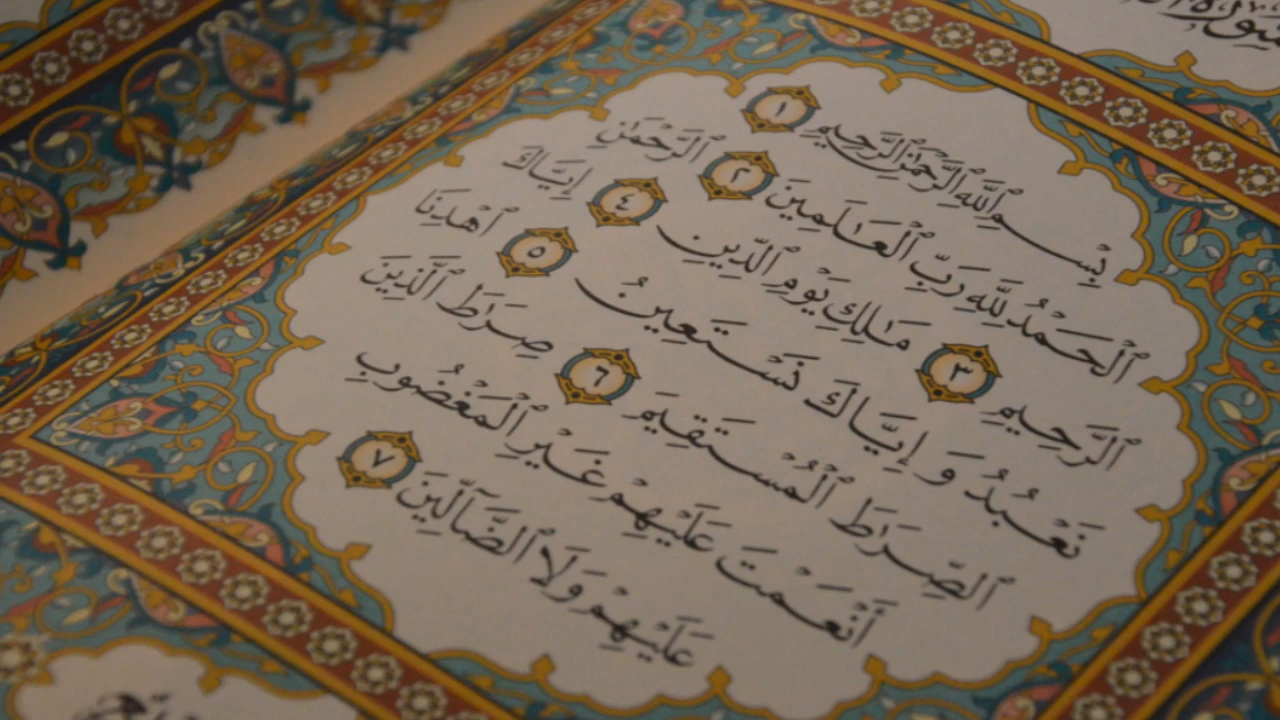 بِسْمِ ٱللَّهِ ٱلرَّحْمَٰنِ ٱلرَّحِيمِ ١
ٱلْحَمْدُ لِلَّهِ رَبِّ ٱلْعَٰلَمِينَ ٢ ٱلرَّحْمَٰنِ
ٱلرَّحِيمِ ٣ مَٰلِكِ يَوْمِ ٱلدِّينِ ٤ إِيَّاكَ
نَعْبُدُ وَ إِيَّاكَ نَسْتَعِينُ ٥ ٱهْدِنَا
ٱلصِّرَٰطَ ٱلْمُسْتَقِيمَ ٦ صِرَٰطَ ٱلَّذِينَ
أَنْعَمْتَ عَلَيْهِمْ غَيْرِ ٱلْمَغْضُوبِ
عَلَيْهِمْ وَلَا ٱلضَّآلِّينَ ٧